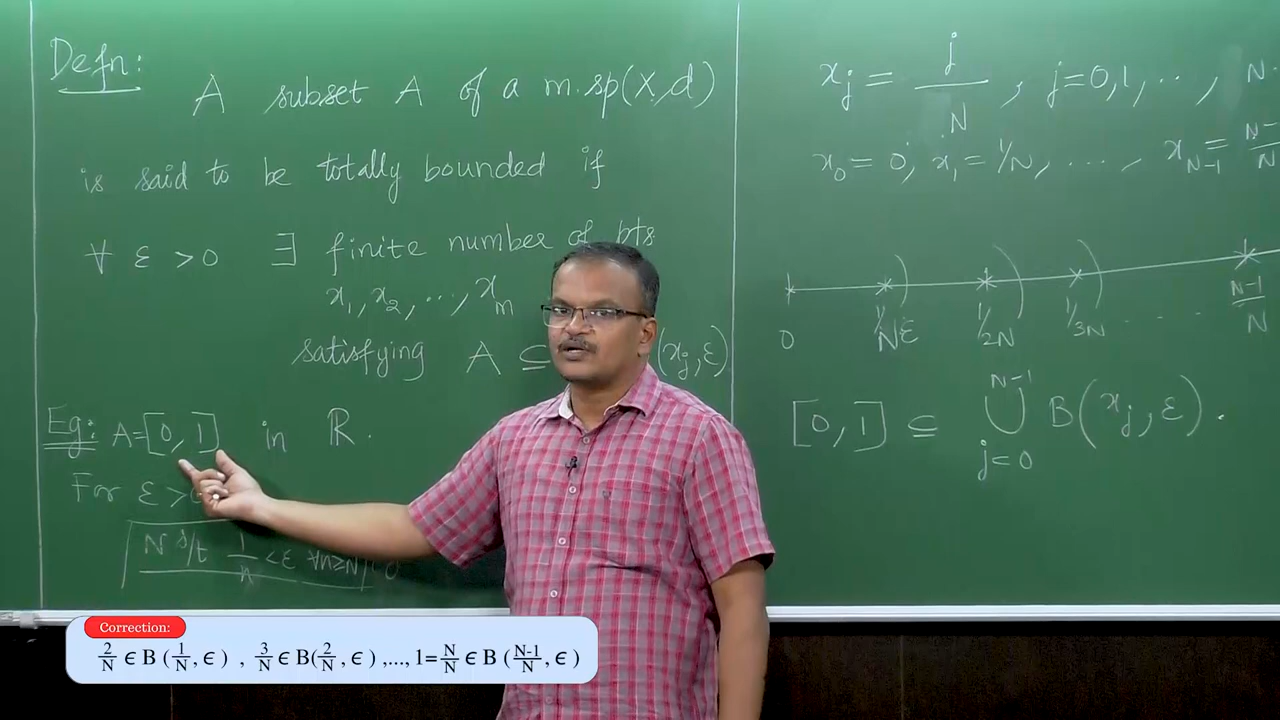 Defn:
A subset A of a m.sp(X,d)
is said to be totally bounded if
∀ ε > 0 ∃ finite number of pts
x₁, x₂, ..., xₘ
satisfying A ⊆ (xⱼ, ε)
Eg: A = [0, 1] in ℝ.
For ε >
N s/t 1/n < ε ∀n≥N
xⱼ = j/N, j=0,1,.., N-
x₀ = 0, x₁ = 1/N, ...., x_{N-1} = N-/N
0 1/N ε 1/2N 1/3N .... N-1/N
[0, 1] ⊆ ∪_{j=0}^{N-1} B(xⱼ, ε).
Correction:
2/N ∈ B (1/N, ϵ) , 3/N ∈ B(2/N, ϵ) ,..., 1= N/N ∈ B (N-1/N, ϵ)